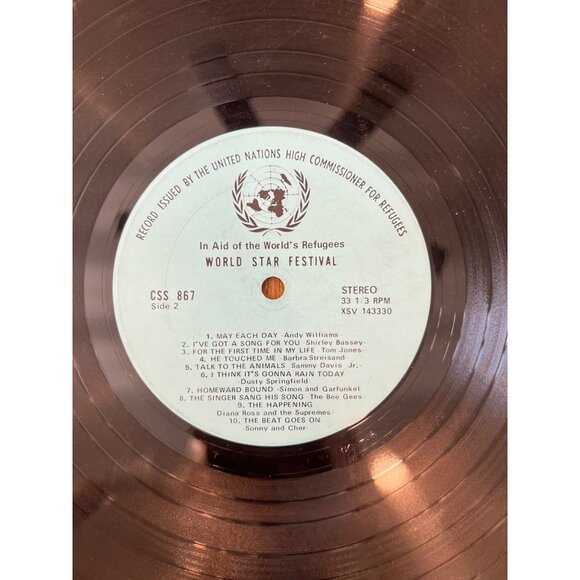 RECORD ISSUED BY THE UNITED NATIONS HIGH COMMISSIONER FOR REFUGEES
In Aid of the World's Refugees
WORLD STAR FESTIVAL
CSS 867
Side 2
STEREO
33 1/3 RPM
XSV 143330
1. MAY EACH DAY -Andy Williams
2. I'VE GOT A SONG FOR YOU -Shirley Bassey-
3. FOR THE FIRST TIME IN MY LIFE -Tom Jones-
4. HE TOUCHED ME -Barbra Streisand-
5. TALK TO THE ANIMALS -Sammy Davis, Jr.-
6. I THINK IT'S GONNA RAIN TODAY
-Dusty Springfield-
7. HOMEWARD BOUND -Simon and Garfunkel
8. THE SINGER SANG HIS SONG -The Bee Gees
9. THE HAPPENING
Diana Ross and the Supremes-
10. THE BEAT GOES ON
-Sonny and Cher-